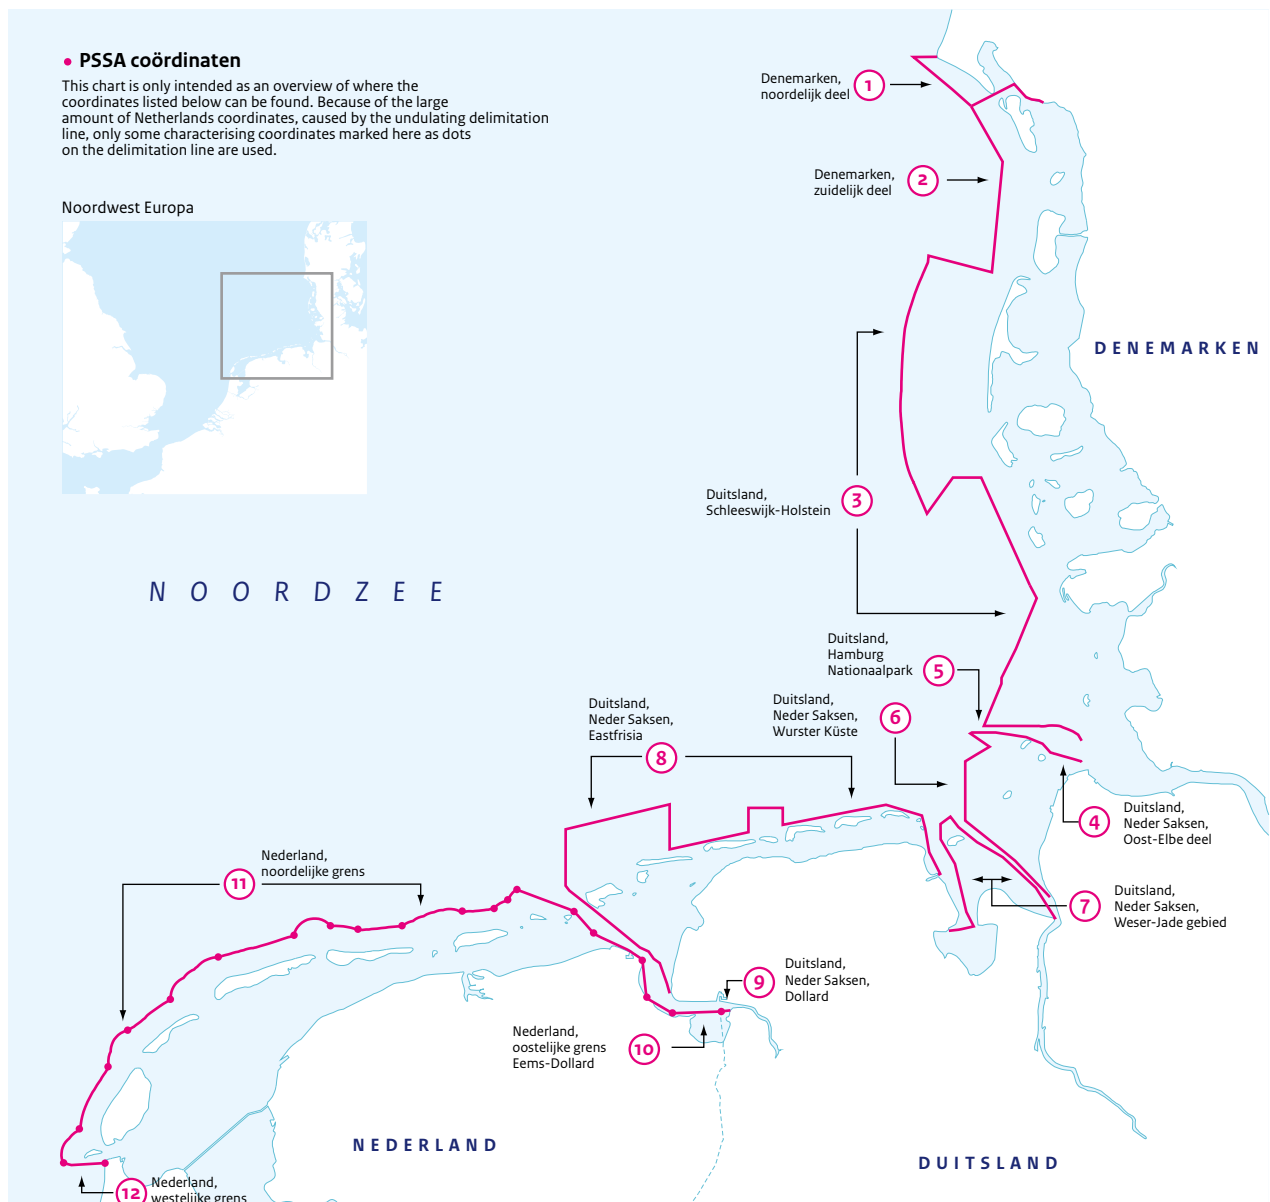 • PSSA coördinaten
This chart is only intended as an overview of where the
coordinates listed below can be found. Because of the large
amount of Netherlands coordinates, caused by the undulating delimitation
line, only some characterising coordinates marked here as dots
on the delimitation line are used.
Noordwest Europa
Denemarken,
noordelijk deel
1
Denemarken,
zuidelijk deel
2
DENEMARKEN
Duitsland,
Schleeswijk-Holstein
3
NOORDZEE
Duitsland,
Hamburg
Nationaalpark
5
Duitsland,
Neder Saksen,
Eastfrisia
8
Duitsland,
Neder Saksen,
Wurster Küste
6
4
Duitsland,
Neder Saksen,
Oost-Elbe deel
Nederland,
noordelijke grens
11
7
Duitsland,
Neder Saksen,
Weser-Jade gebied
9
Duitsland,
Neder Saksen,
Dollard
Nederland,
oostelijke grens
Eems-Dollard
10
NEDERLAND
DUITSLAND
12
Nederland,
westelijke grens